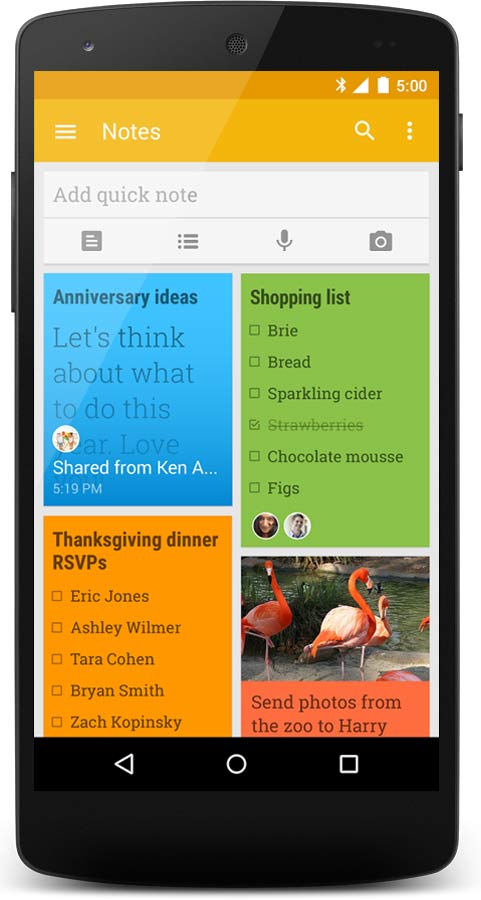 5:00
Notes
Add quick note
Anniversary ideas
Let's think
about what
to do this
year. Love
you!
Shared from Ken A...
5:19 PM
Shopping list
Brie
Bread
Sparkling cider
Strawberries
Chocolate mousse
Figs
Thanksgiving dinner
RSVPs
Eric Jones
Ashley Wilmer
Tara Cohen
Bryan Smith
Zach Kopinsky
Send photos from
the zoo to Harry